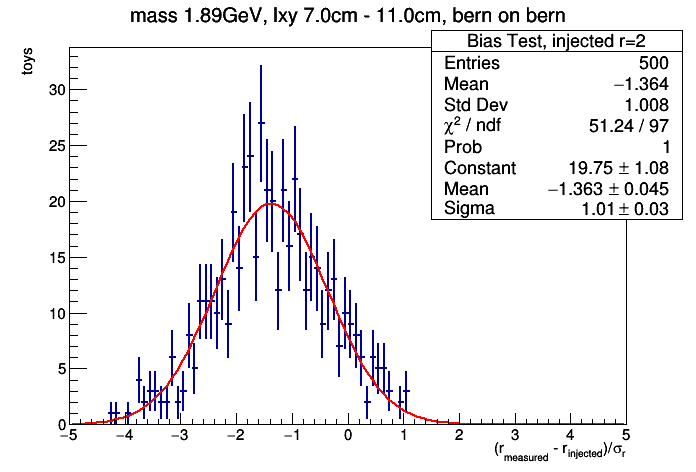 mass 1.89GeV, lxy 7.0cm - 11.0cm, bern on bern
Bias Test, injected r=2
Entries 500
Mean −1.364
Std Dev 1.008
χ² / ndf 51.24 / 97
Prob 1
Constant 19.75 ± 1.08
Mean −1.363 ± 0.045
Sigma 1.01 ± 0.03
toys
30
25
20
15
10
5
0
−5 −4 −3 −2 −1 0 1 2 3 4 5
(r_measured - r_injected)/σ_r